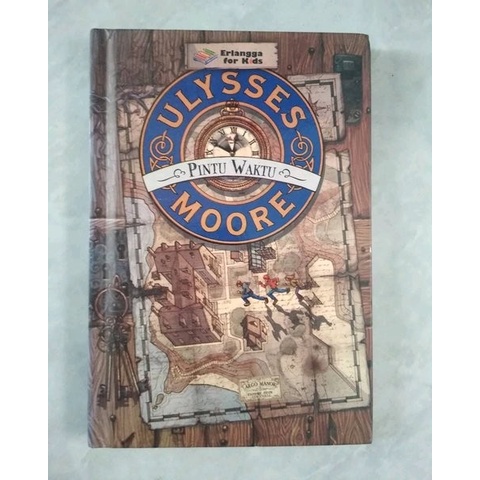 Erlangga
for Kids
ULYSSES
PINTU WAKTU
MOORE